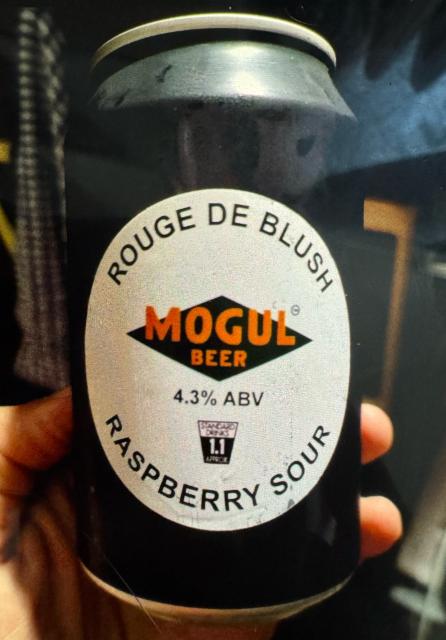 ROUGE DE BLUSH
MOGUL
BEER
4.3% ABV
STANDARD
DRINKS
1.1
APPROX
RASPBERRY SOUR